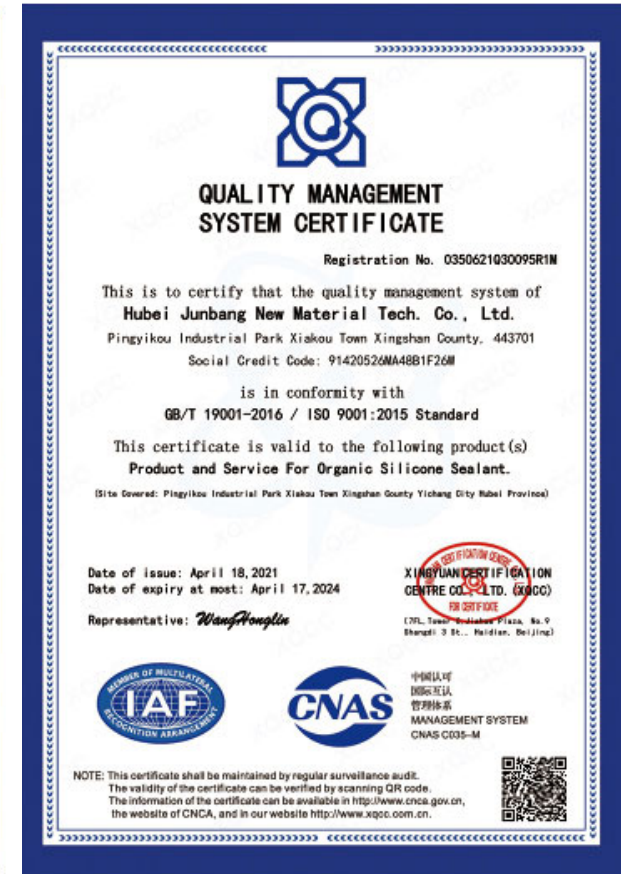 QUALITY MANAGEMENT
SYSTEM CERTIFICATE
Registration No. 0350621Q30095R1M
This is to certify that the quality management system of
Hubei Junbang New Material Tech. Co., Ltd.
Pingyikou Industrial Park Xiakou Town Xingshan County, 443701
Social Credit Code: 91420526MA48B1F26M
is in conformity with
GB/T 19001-2016 / ISO 9001:2015 Standard
This certificate is valid to the following product(s)
Product and Service For Organic Silicone Sealant.
(Site Covered: Pingyikou Industrial Park Xiakou Town Xingshan County Yichang City Hubei Province)
Date of issue: April 18,2021
Date of expiry at most: April 17,2024
Representative: WangHonglin
XINGYUAN CERTIFICATION
CENTRE CO., LTD. (XQCC)
FOR CERTIFICATE
(7FL, Tower Jiahua Plaza, No.9
Shangdi 3 St., Haidian, Beijing)
MEMBER OF MULTILATERAL
IAF
RECOGNITION ARRANGEMENT
CNAS
中国认可
国际互认
管理体系
MANAGEMENT SYSTEM
CNAS C035-M
NOTE: This certificate shall be maintained by regular surveillance audit.
The validity of the certificate can be verified by scanning QR code.
The information of the certificate can be available in http://www.cnca.gov.cn,
the website of CNCA, and in our website http://www.xqcc.com.cn.